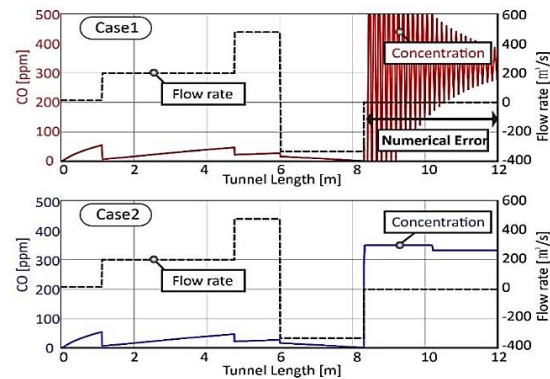 Case1
CO [ppm]
500
400
300
200
100
0
Flow rate
Concentration
Numerical Error
600
400
200
0
-200
-400
Flow rate [m³/s]
0 2 4 6 8 10 12
Tunnel Length [m]
Case2
CO [ppm]
500
400
300
200
100
0
Flow rate
Concentration
600
400
200
0
-200
-400
Flow rate [m³/s]
0 2 4 6 8 10 12
Tunnel Length [m]